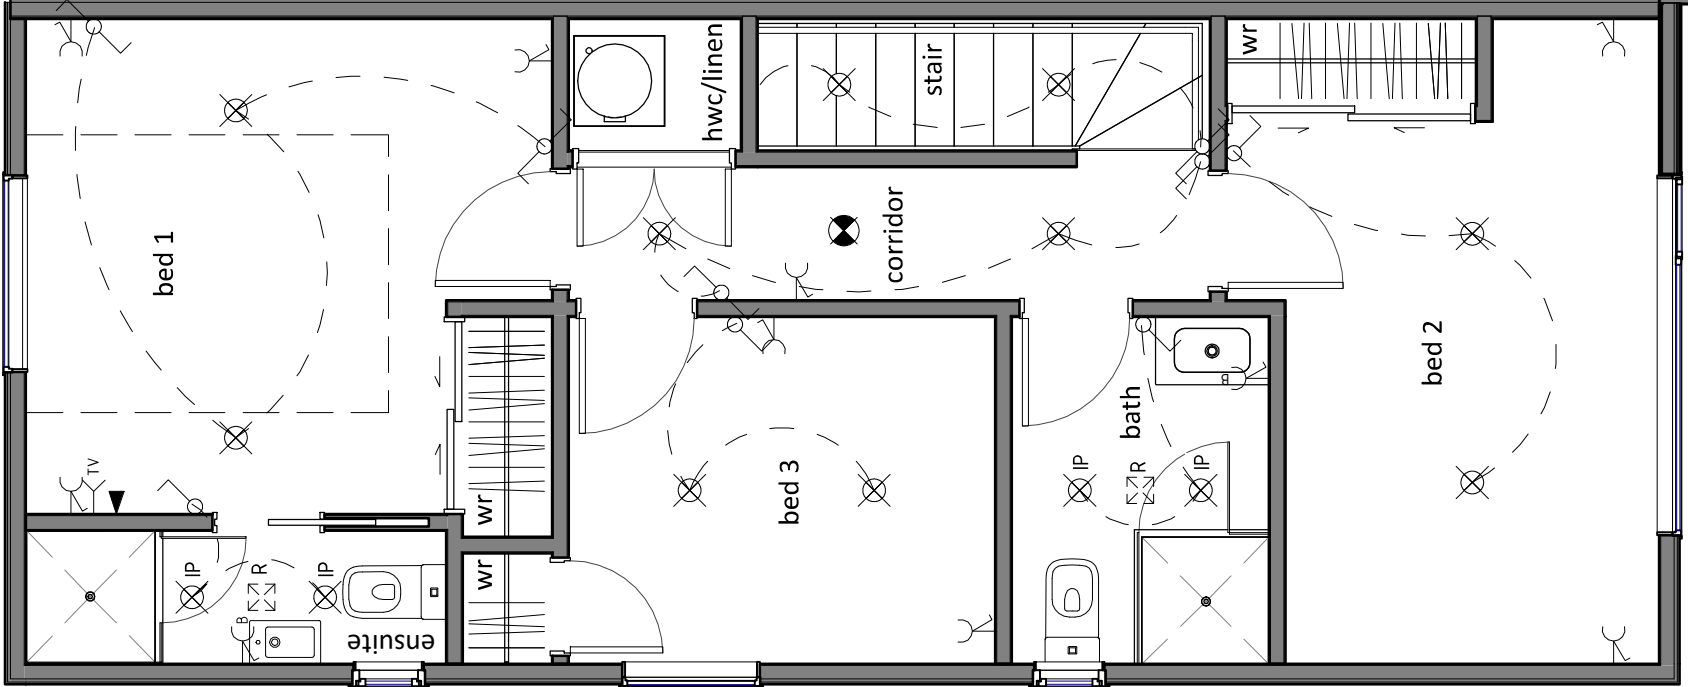 hwc/linen
stair
wr
corridor
bed 1
bed 2
TV
wr
bed 3
bath
B
IP
R
IP
IP
R
IP
wr
B
ensuite